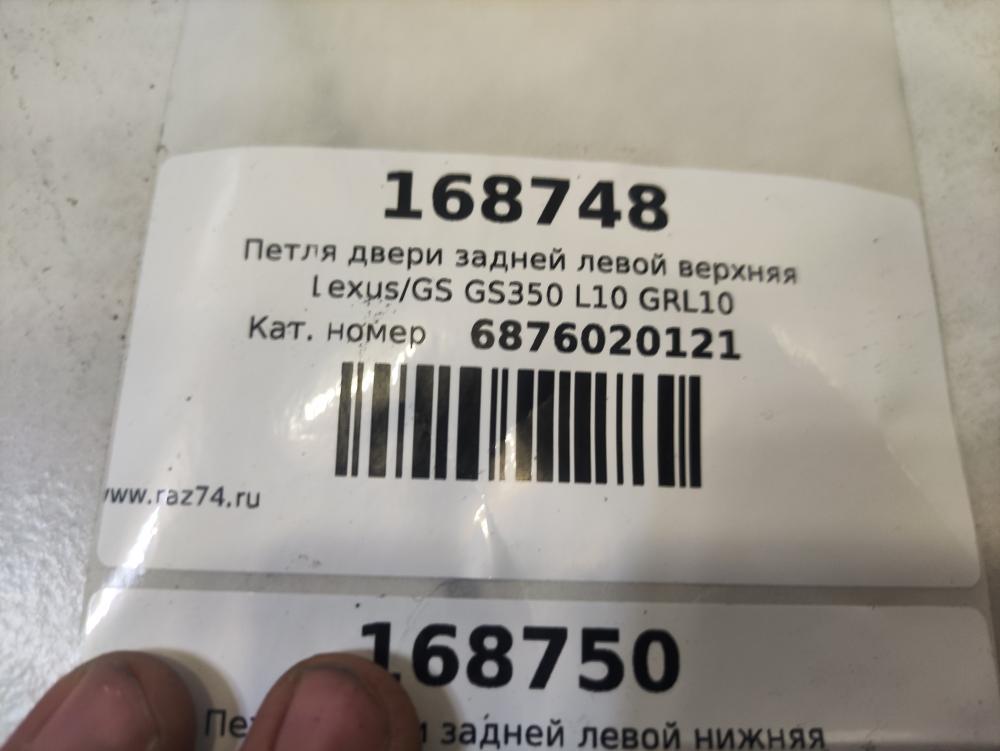 168748
Петля двери задней левой верхняя
Lexus/GS GS350 L10 GRL10
Кат. номер 6876020121
www.raz74.ru
168750
задней левой нижняя